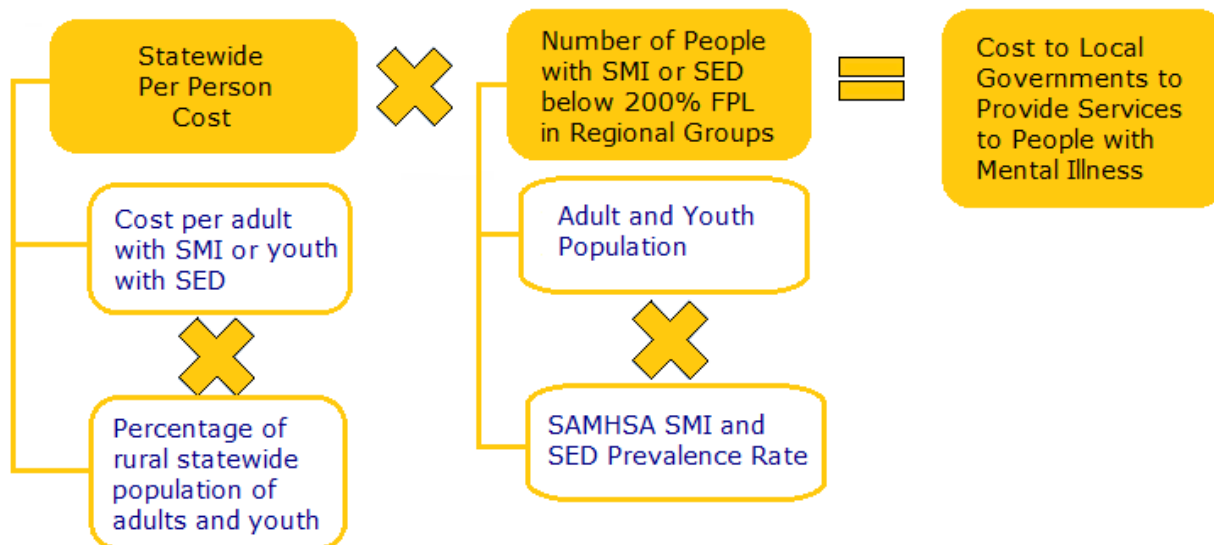 Statewide
Per Person
Cost
Number of People
with SMI or SED
below 200% FPL
in Regional Groups
Cost to Local
Governments to
Provide Services
to People with
Mental Illness
Cost per adult
with SMI or youth
with SED
Adult and Youth
Population
Percentage of
rural statewide
population of
adults and youth
SAMHSA SMI and
SED Prevalence Rate